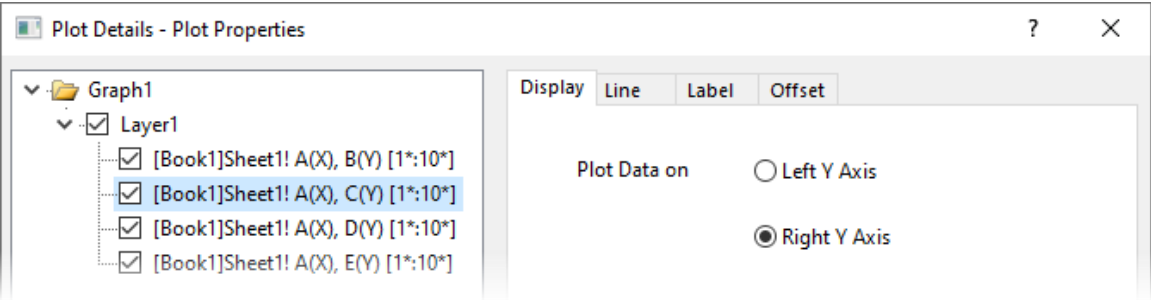 Plot Details - Plot Properties ?
Graph1
Layer1
[Book1]Sheet1! A(X), B(Y) [1*:10*]
[Book1]Sheet1! A(X), C(Y) [1*:10*]
[Book1]Sheet1! A(X), D(Y) [1*:10*]
[Book1]Sheet1! A(X), E(Y) [1*:10*]
Display Line Label Offset
Plot Data on Left Y Axis
Right Y Axis